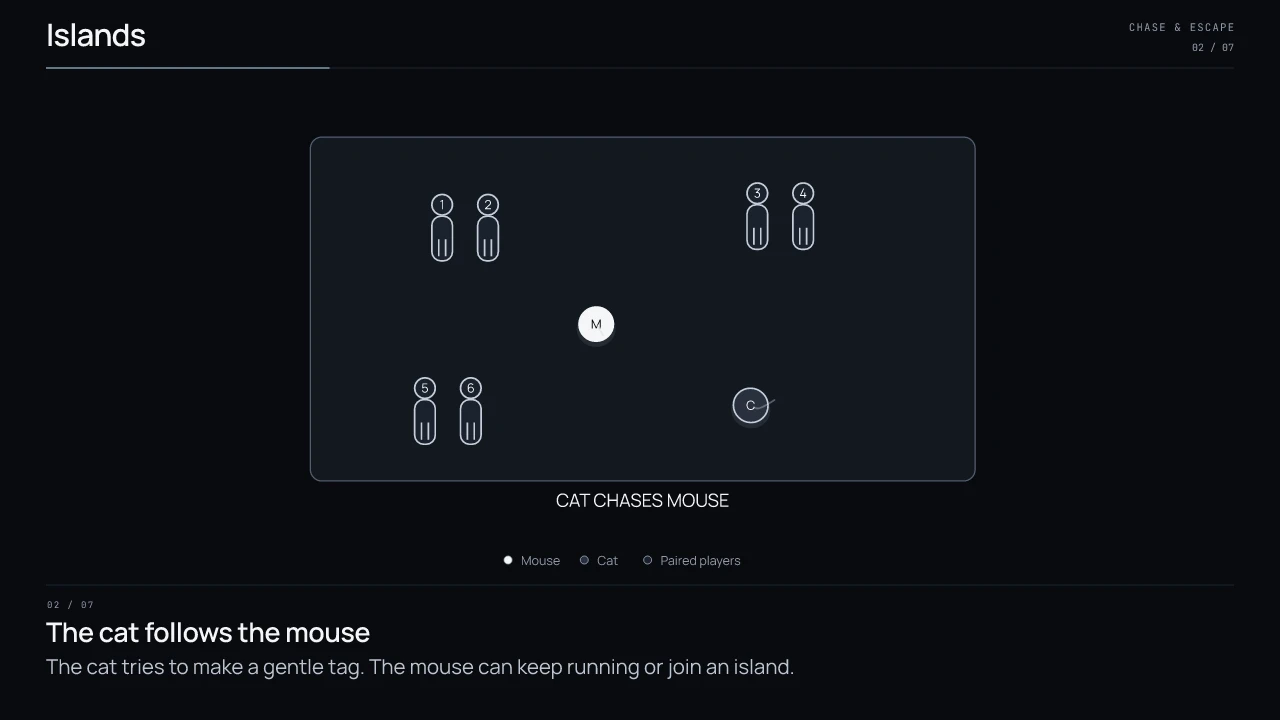 Islands
CHASE & ESCAPE
02 / 07
1 2
3 4
M
5 6
C
CAT CHASES MOUSE
Mouse Cat Paired players
02 / 07
The cat follows the mouse
The cat tries to make a gentle tag. The mouse can keep running or join an island.